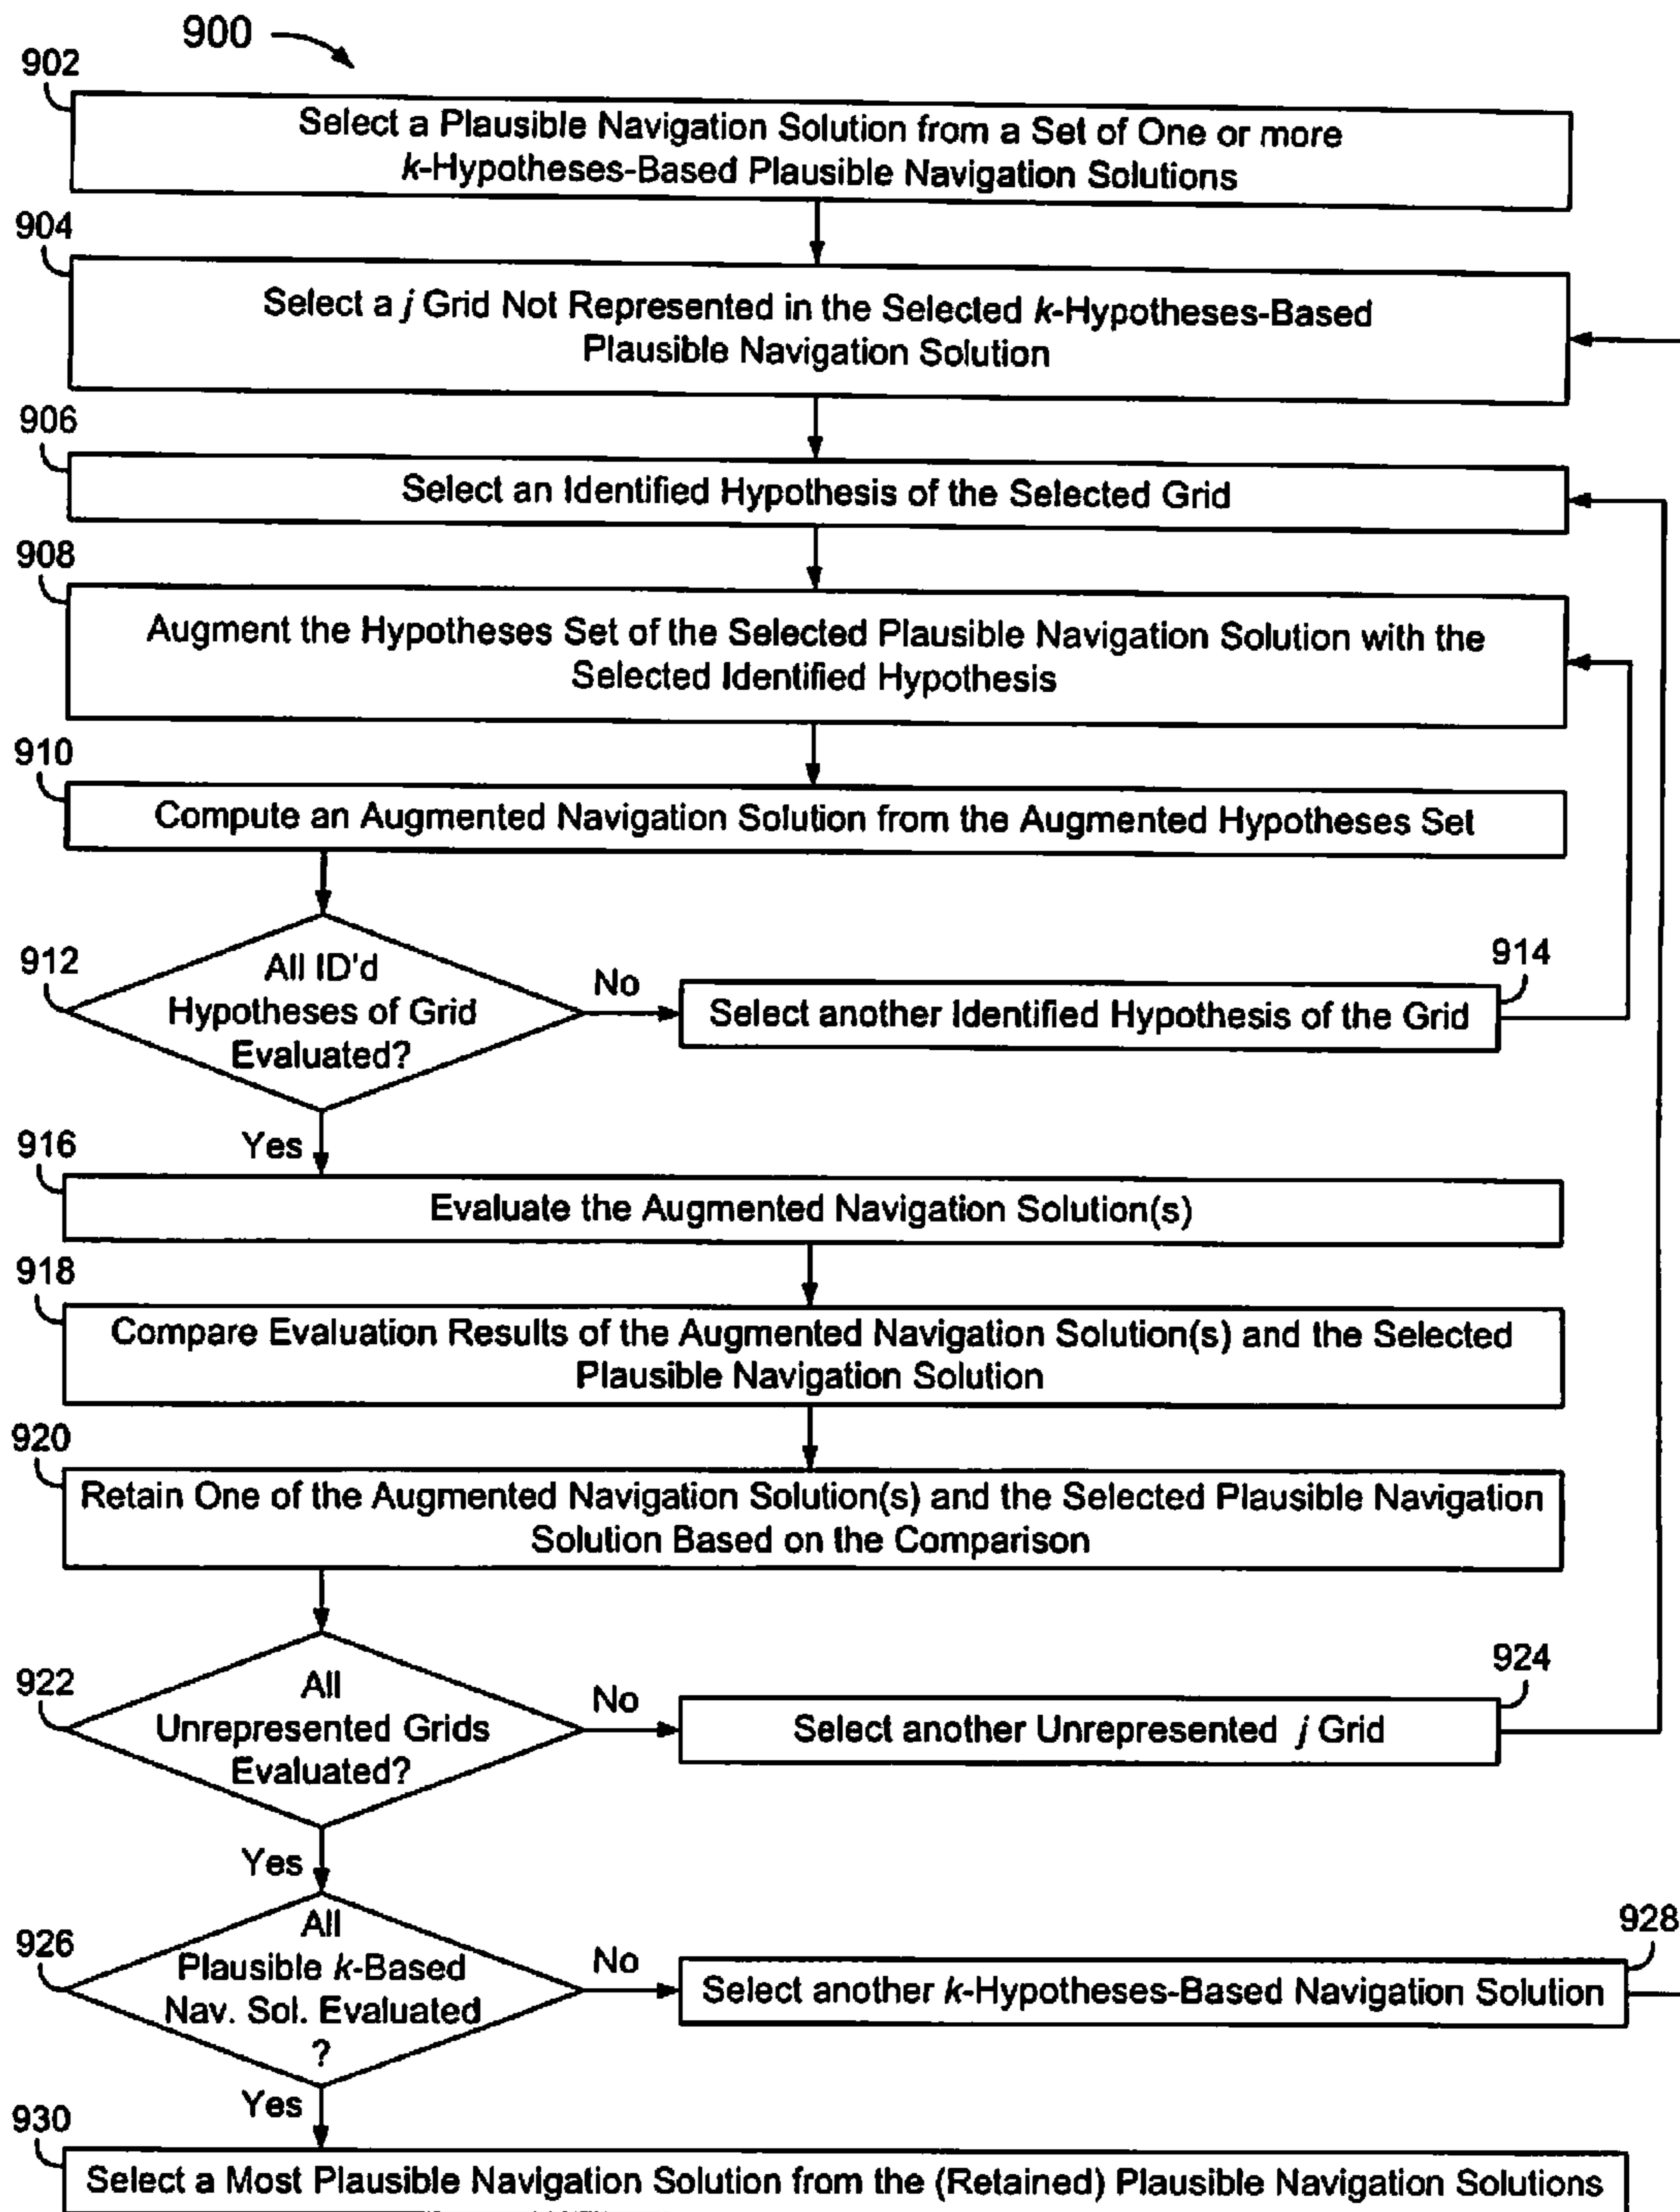 900
902
Select a Plausible Navigation Solution from a Set of One or more
k-Hypotheses-Based Plausible Navigation Solutions
904
Select a j Grid Not Represented in the Selected k-Hypotheses-Based
Plausible Navigation Solution
906
Select an Identified Hypothesis of the Selected Grid
908
Augment the Hypotheses Set of the Selected Plausible Navigation Solution with the
Selected Identified Hypothesis
910
Compute an Augmented Navigation Solution from the Augmented Hypotheses Set
912
All ID'd
Hypotheses of Grid
Evaluated?
No
914
Select another Identified Hypothesis of the Grid
Yes
916
Evaluate the Augmented Navigation Solution(s)
918
Compare Evaluation Results of the Augmented Navigation Solution(s) and the Selected
Plausible Navigation Solution
920
Retain One of the Augmented Navigation Solution(s) and the Selected Plausible Navigation
Solution Based on the Comparison
922
All
Unrepresented Grids
Evaluated?
No
924
Select another Unrepresented j Grid
Yes
926
All
Plausible k-Based
Nav. Sol. Evaluated
?
No
928
Select another k-Hypotheses-Based Navigation Solution
Yes
930
Select a Most Plausible Navigation Solution from the (Retained) Plausible Navigation Solutions